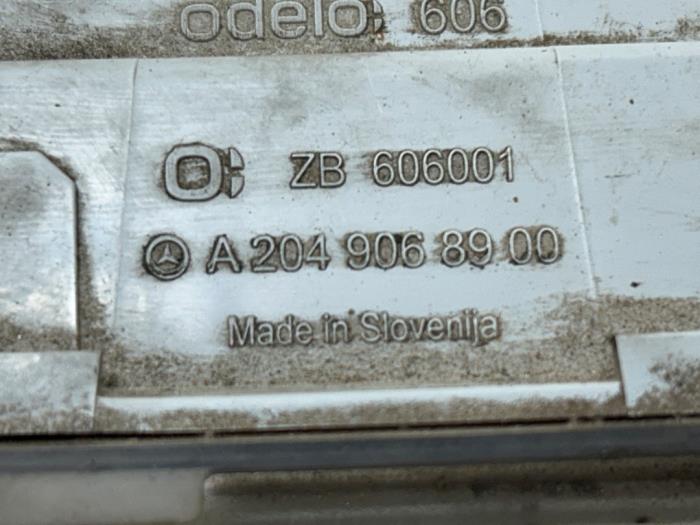 odelo 606
ZB 606001
A 204 906 89 00
Made in Slovenija